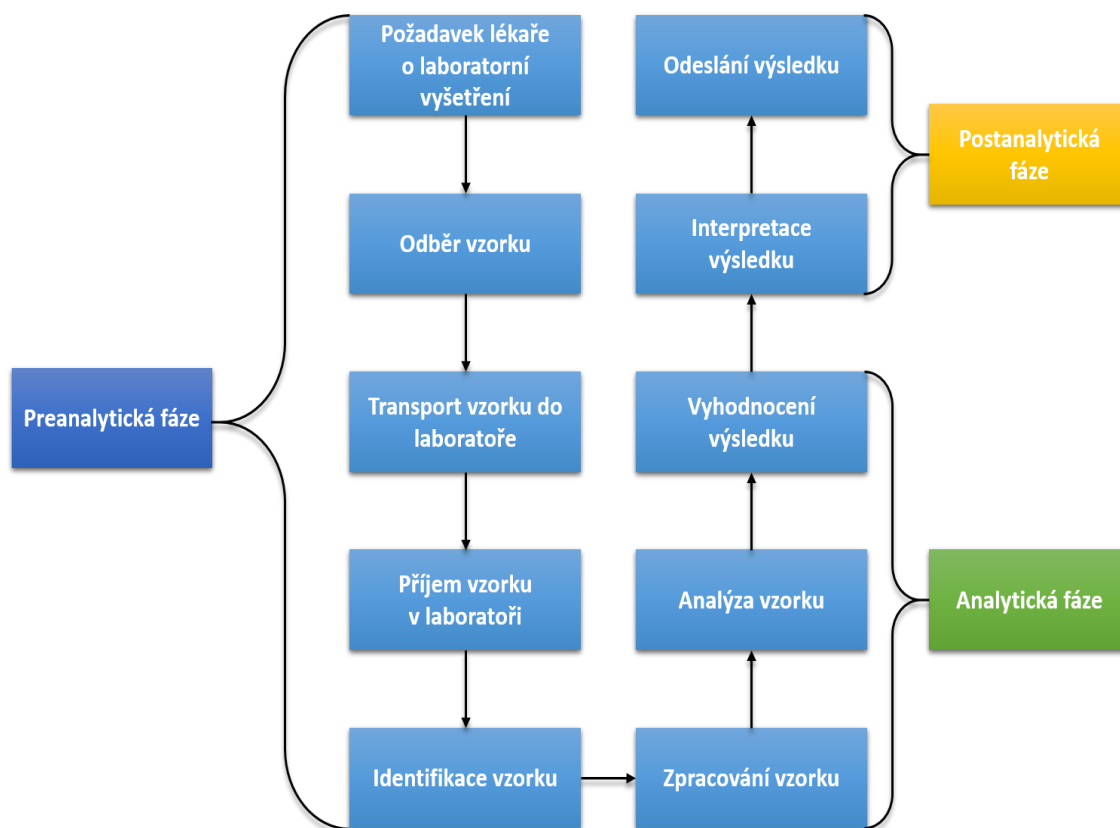 Preanalytická fáze
Požadavek lékaře
o laboratorní
vyšetření
Odběr vzorku
Transport vzorku do
laboratoře
Příjem vzorku
v laboratoři
Identifikace vzorku
Zpracování vzorku
Analýza vzorku
Vyhodnocení
výsledku
Interpretace
výsledku
Odeslání výsledku
Analytická fáze
Postanalytická
fáze